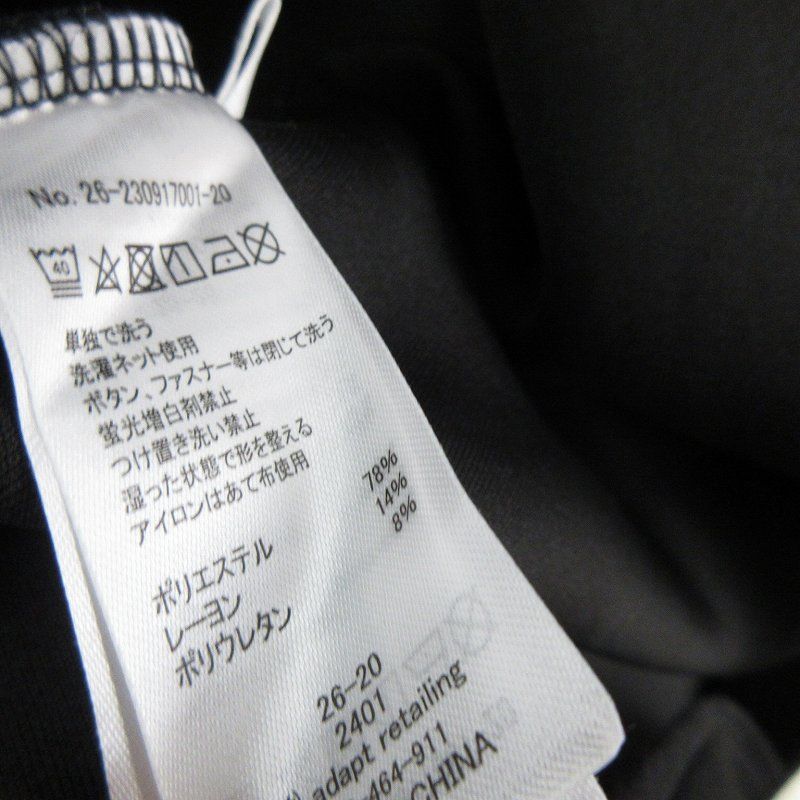 No. 26-230917001-20
40
単独で洗う
洗濯ネット使用
ボタン、ファスナー等は閉じて洗う
蛍光増白剤禁止
つけ置き洗い禁止
湿った状態で形を整える
アイロンはあて布使用
ポリエステル 78%
レーヨン 14%
ポリウレタン 8%
26-20
2401
adapt retailing
-464-911
CHINA